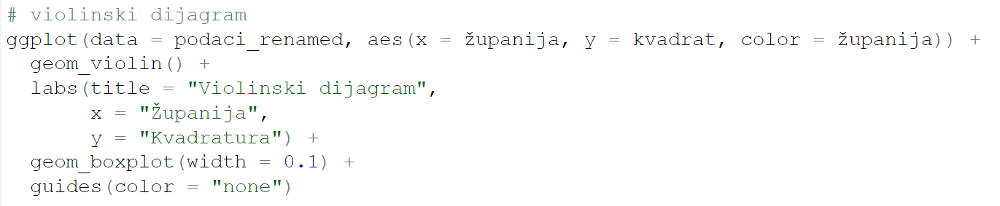 # violinski dijagram
ggplot(data = podaci_renamed, aes(x = županija, y = kvadrat, color = županija)) +
  geom_violin() +
  labs(title = "Violinski dijagram",
       x = "Županija",
       y = "Kvadratura") +
  geom_boxplot(width = 0.1) +
  guides(color = "none")